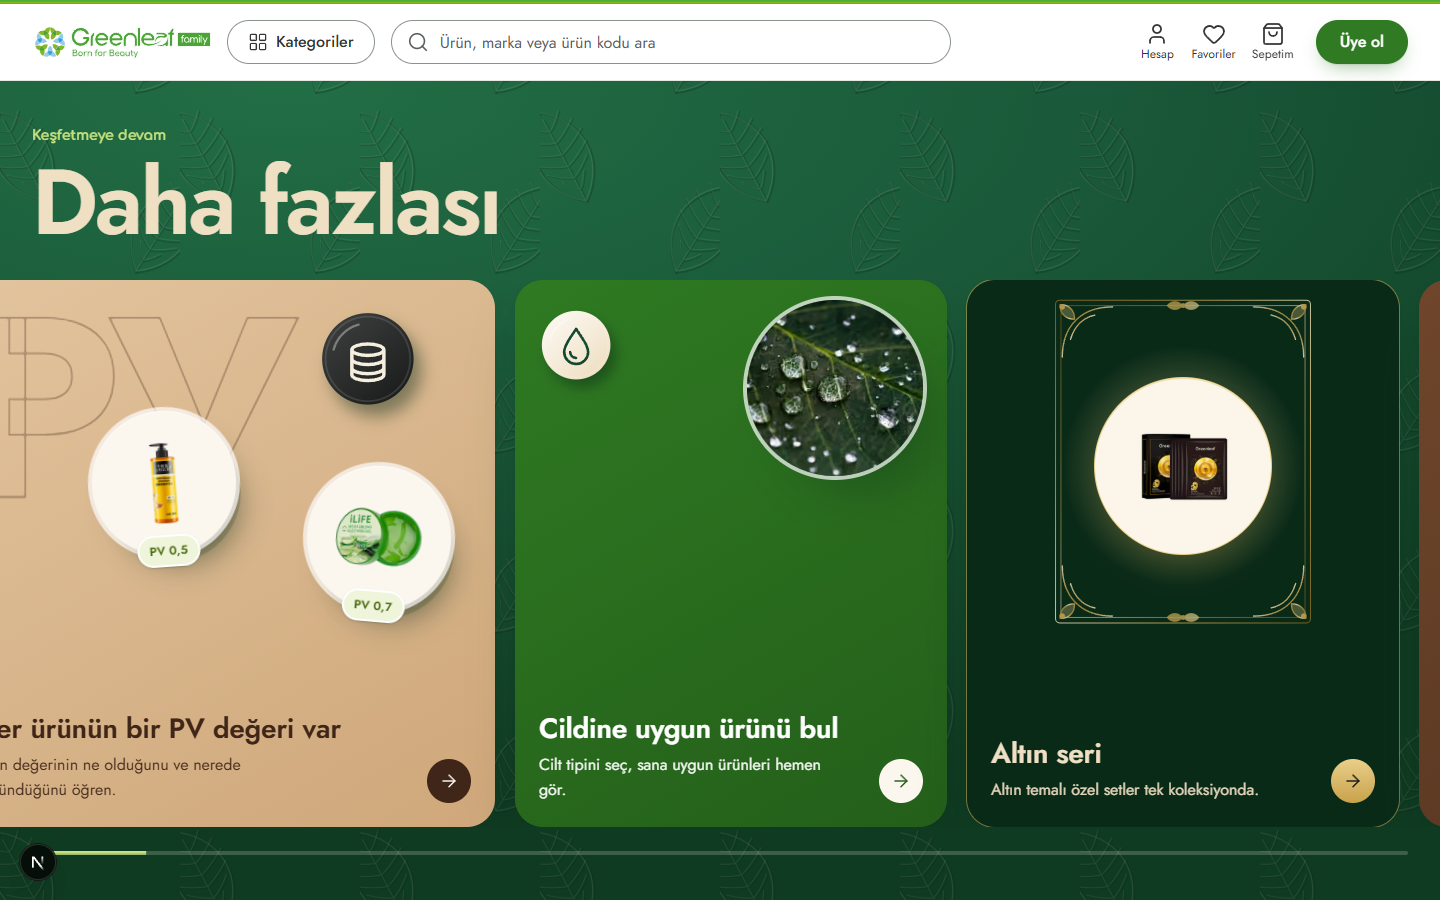 Greenleaf family
Born for Beauty
Kategoriler
Ürün, marka veya ürün kodu ara
Hesap
Favoriler
Sepetim
Üye ol
Keşfetmeye devam
Daha fazlası
PV
PV 0,5
iLiFE
PV 0,7
er ürünün bir PV değeri var
n değerinin ne olduğunu ve nerede
ündüğünü öğren.
Cildine uygun ürünü bul
Cilt tipini seç, sana uygun ürünleri hemen
gör.
Altın seri
Altın temalı özel setler tek koleksiyonda.
N